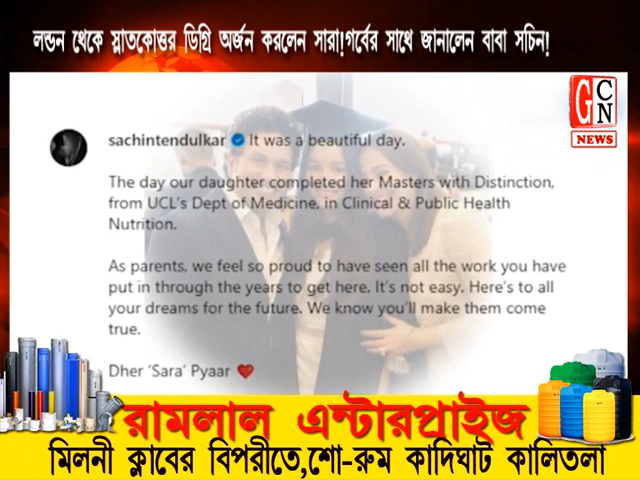 লন্ডন থেকে স্নাতকোত্তর ডিগ্রি অর্জন করলেন সারা!গর্বের সাথে জানালেন বাবা সচিন!
GCN
NEWS
sachintendulkar It was a beautiful day.
The day our daughter completed her Masters with Distinction,
from UCL's Dept of Medicine, in Clinical & Public Health
Nutrition.
As parents, we feel so proud to have seen all the work you have
put in through the years to get here. It's not easy. Here's to all
your dreams for the future. We know you'll make them come
true.
Dher 'Sara' Pyaar ❤
রামলাল এন্টারপ্রাইজ
মিলনী ক্লাবের বিপরীতে,শো-রুম কাদিঘাট কালিতলা